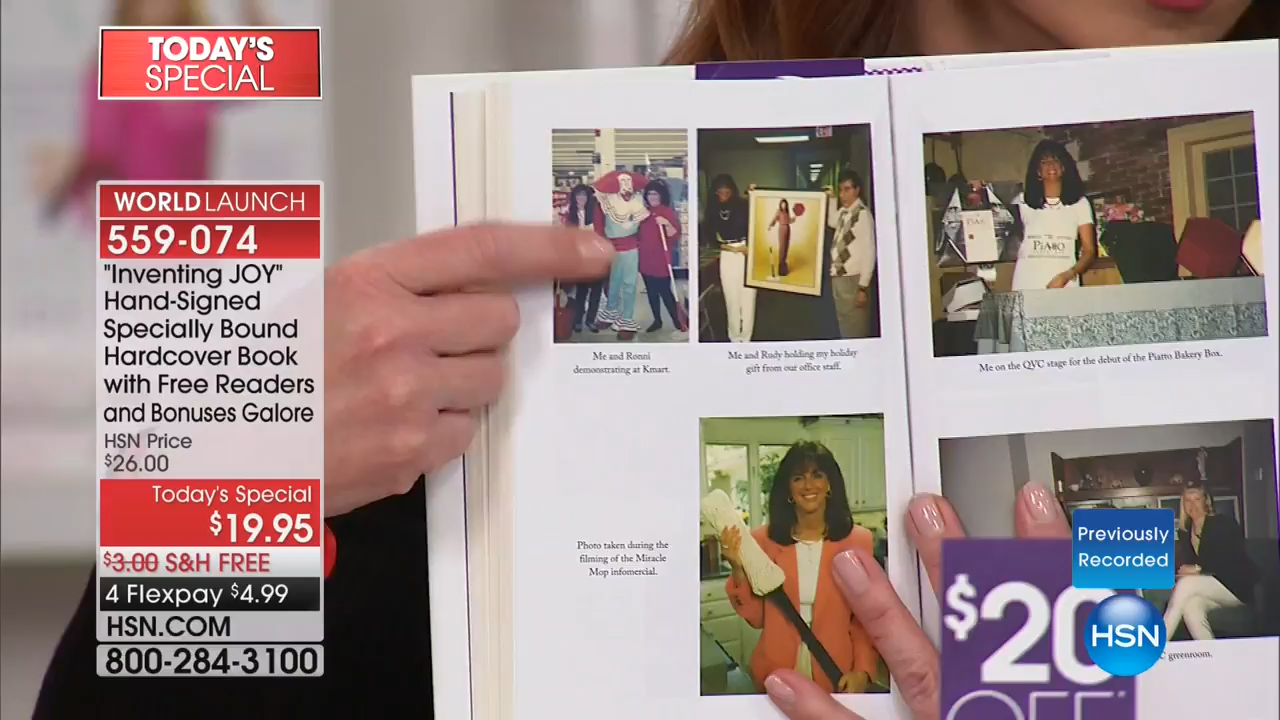 TODAY'S
SPECIAL
WORLD LAUNCH
559-074
"Inventing JOY"
Hand-Signed
Specially Bound
Hardcover Book
with Free Readers
and Bonuses Galore
HSN Price
$26.00
Today's Special
$19.95
$3.00 S&H FREE
4 Flexpay $4.99
HSN.COM
800-284-3100
Me and Ronni
demonstrating at Kmart.
Me and Rudy holding my holiday
gift from our office staff.
PIATTO
Me on the QVC stage for the debut of the Piatto Bakery Box.
Photo taken during the
filming of the Miracle
Mop infomercial.
greenroom.
Previously
Recorded
HSN
$20
OFF*